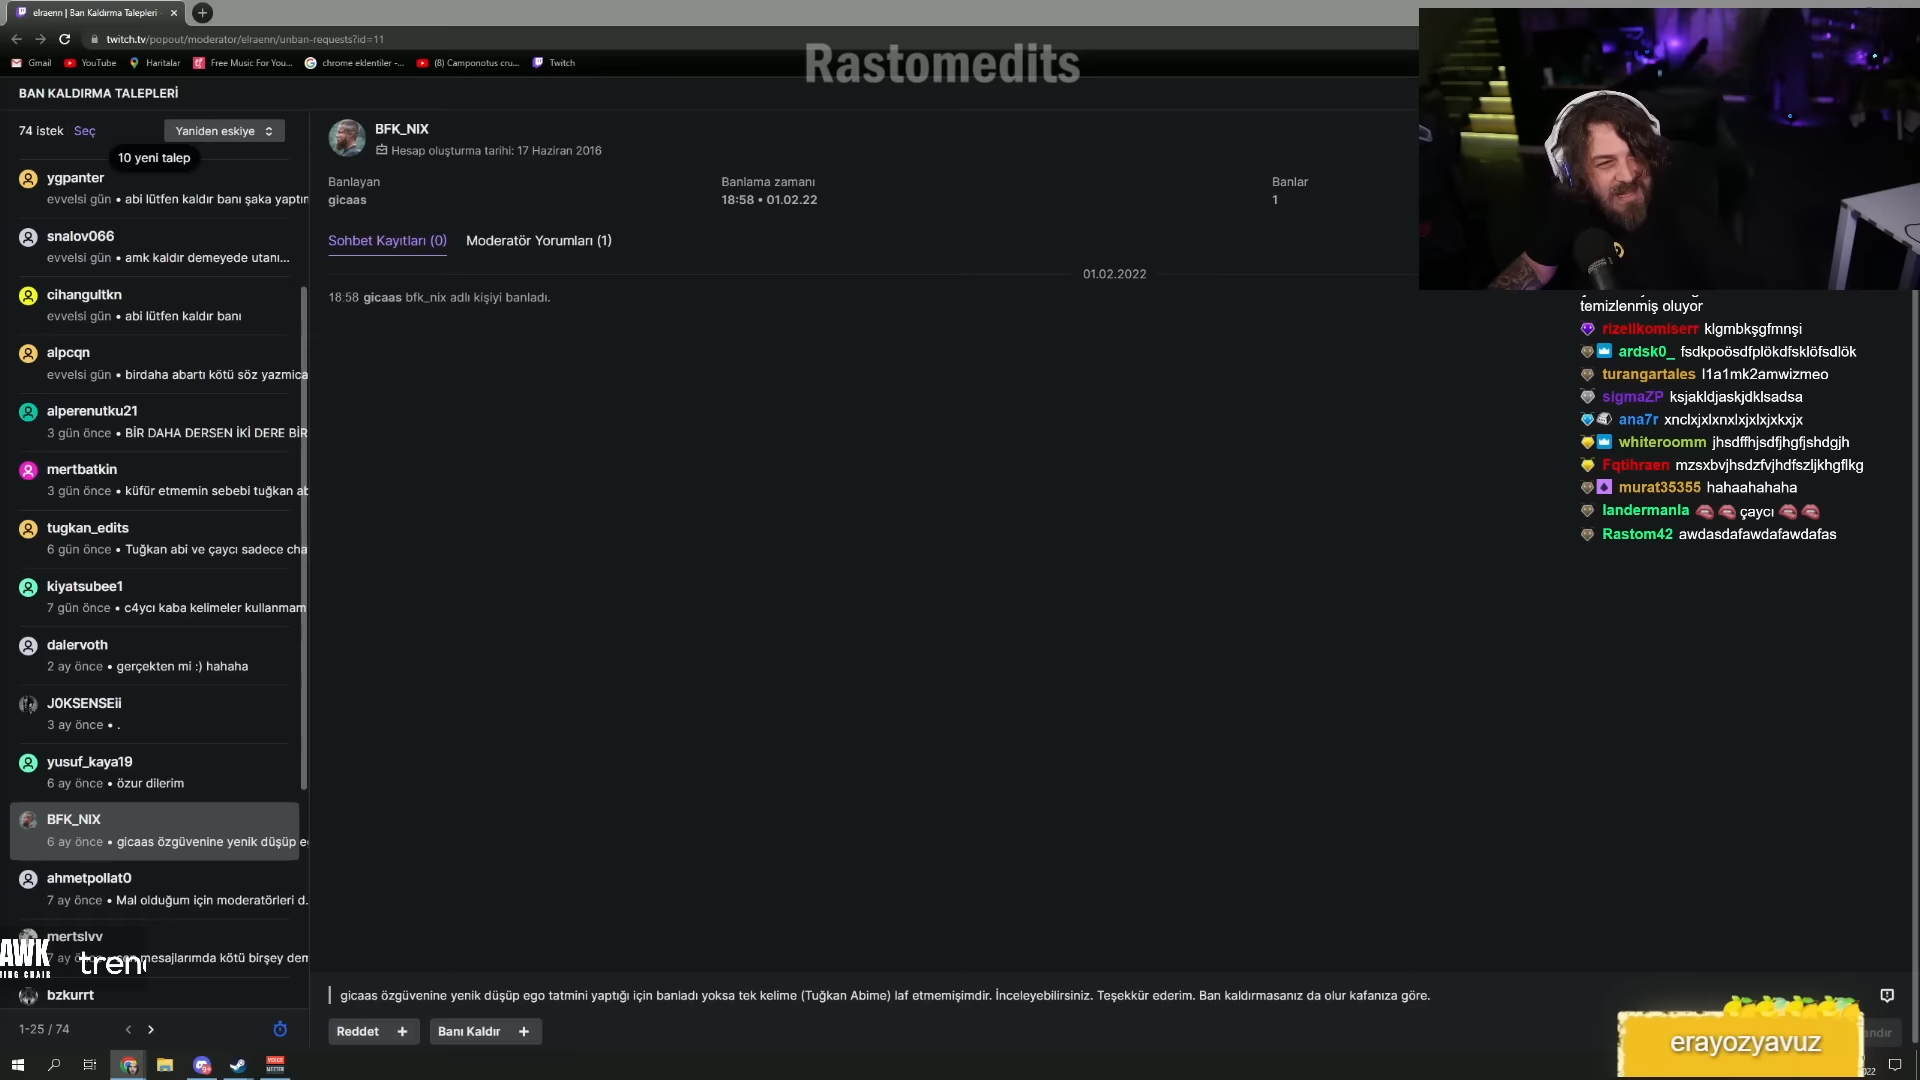 elraenn | Ban Kaldırma Talepleri
twitch.tv/popout/moderator/elraenn/unban-requests?id=11
Gmail
YouTube
Haritalar
Free Music For You...
chrome eklentiler -...
(8) Camponotus cru...
Twitch
Rastomedits
BAN KALDIRMA TALEPLERİ
74 istek
Seç
Yaniden eskiye
10 yeni talep
ygpanter
evvelsi gün • abi lütfen kaldır banı şaka yaptım
snalov066
evvelsi gün • amk kaldır demeyede utanı...
cihangultkn
evvelsi gün • abi lütfen kaldır banı
alpcqn
evvelsi gün • birdaha abartı kötü söz yazmica
alperenutku21
3 gün önce • BİR DAHA DERSEN İKİ DERE BİR
mertbatkin
3 gün önce • küfür etmemin sebebi tuğkan ab
tugkan_edits
6 gün önce • Tuğkan abi ve çaycı sadece cha
kiyatsubee1
7 gün önce • c4ycı kaba kelimeler kullanmam
dalervoth
2 ay önce • gerçekten mi :) hahaha
J0KSENSEii
3 ay önce • .
yusuf_kaya19
6 ay önce • özur dilerim
BFK_NIX
6 ay önce • gicaas özgüvenine yenik düşüp e
ahmetpollat0
7 ay önce • Mal olduğum için moderatörleri d.
mertslvv
mesajlarımda kötü birşey dem
AWK
trend
bzkurrt
1-25 / 74
BFK_NIX
Hesap oluşturma tarihi: 17 Haziran 2016
Banlayan
gicaas
Banlama zamanı
18:58 • 01.02.22
Banlar
1
Sohbet Kayıtları (0)
Moderatör Yorumları (1)
01.02.2022
18:58 gicaas bfk_nix adlı kişiyi banladı.
temizlenmiş oluyor
rizeilkomiserr klgmbkşgfmnşi
ardsk0_ fsdkpoösdfplökdfsklöfsdlök
turangartales l1a1mk2amwizmeo
sigmaZP ksjakldjaskjdklsadsa
ana7r xnclxjxlxnxlxjxlxjxkxjx
whiteroomm jhsdffhjsdfjhgfjshdgjh
Fqtihraen mzsxbvjhsdzfvjhdfszljkhgflkg
murat35355 hahaahahaha
landermanla çaycı
Rastom42 awdasdafawdafawdafas
gicaas özgüvenine yenik düşüp ego tatmini yaptığı için banladı yoksa tek kelime (Tuğkan Abime) laf etmemişimdir. İnceleyebilirsiniz. Teşekkür ederim. Ban kaldırmasanız da olur kafanıza göre.
Reddet
Banı Kaldır
erayozyavuz